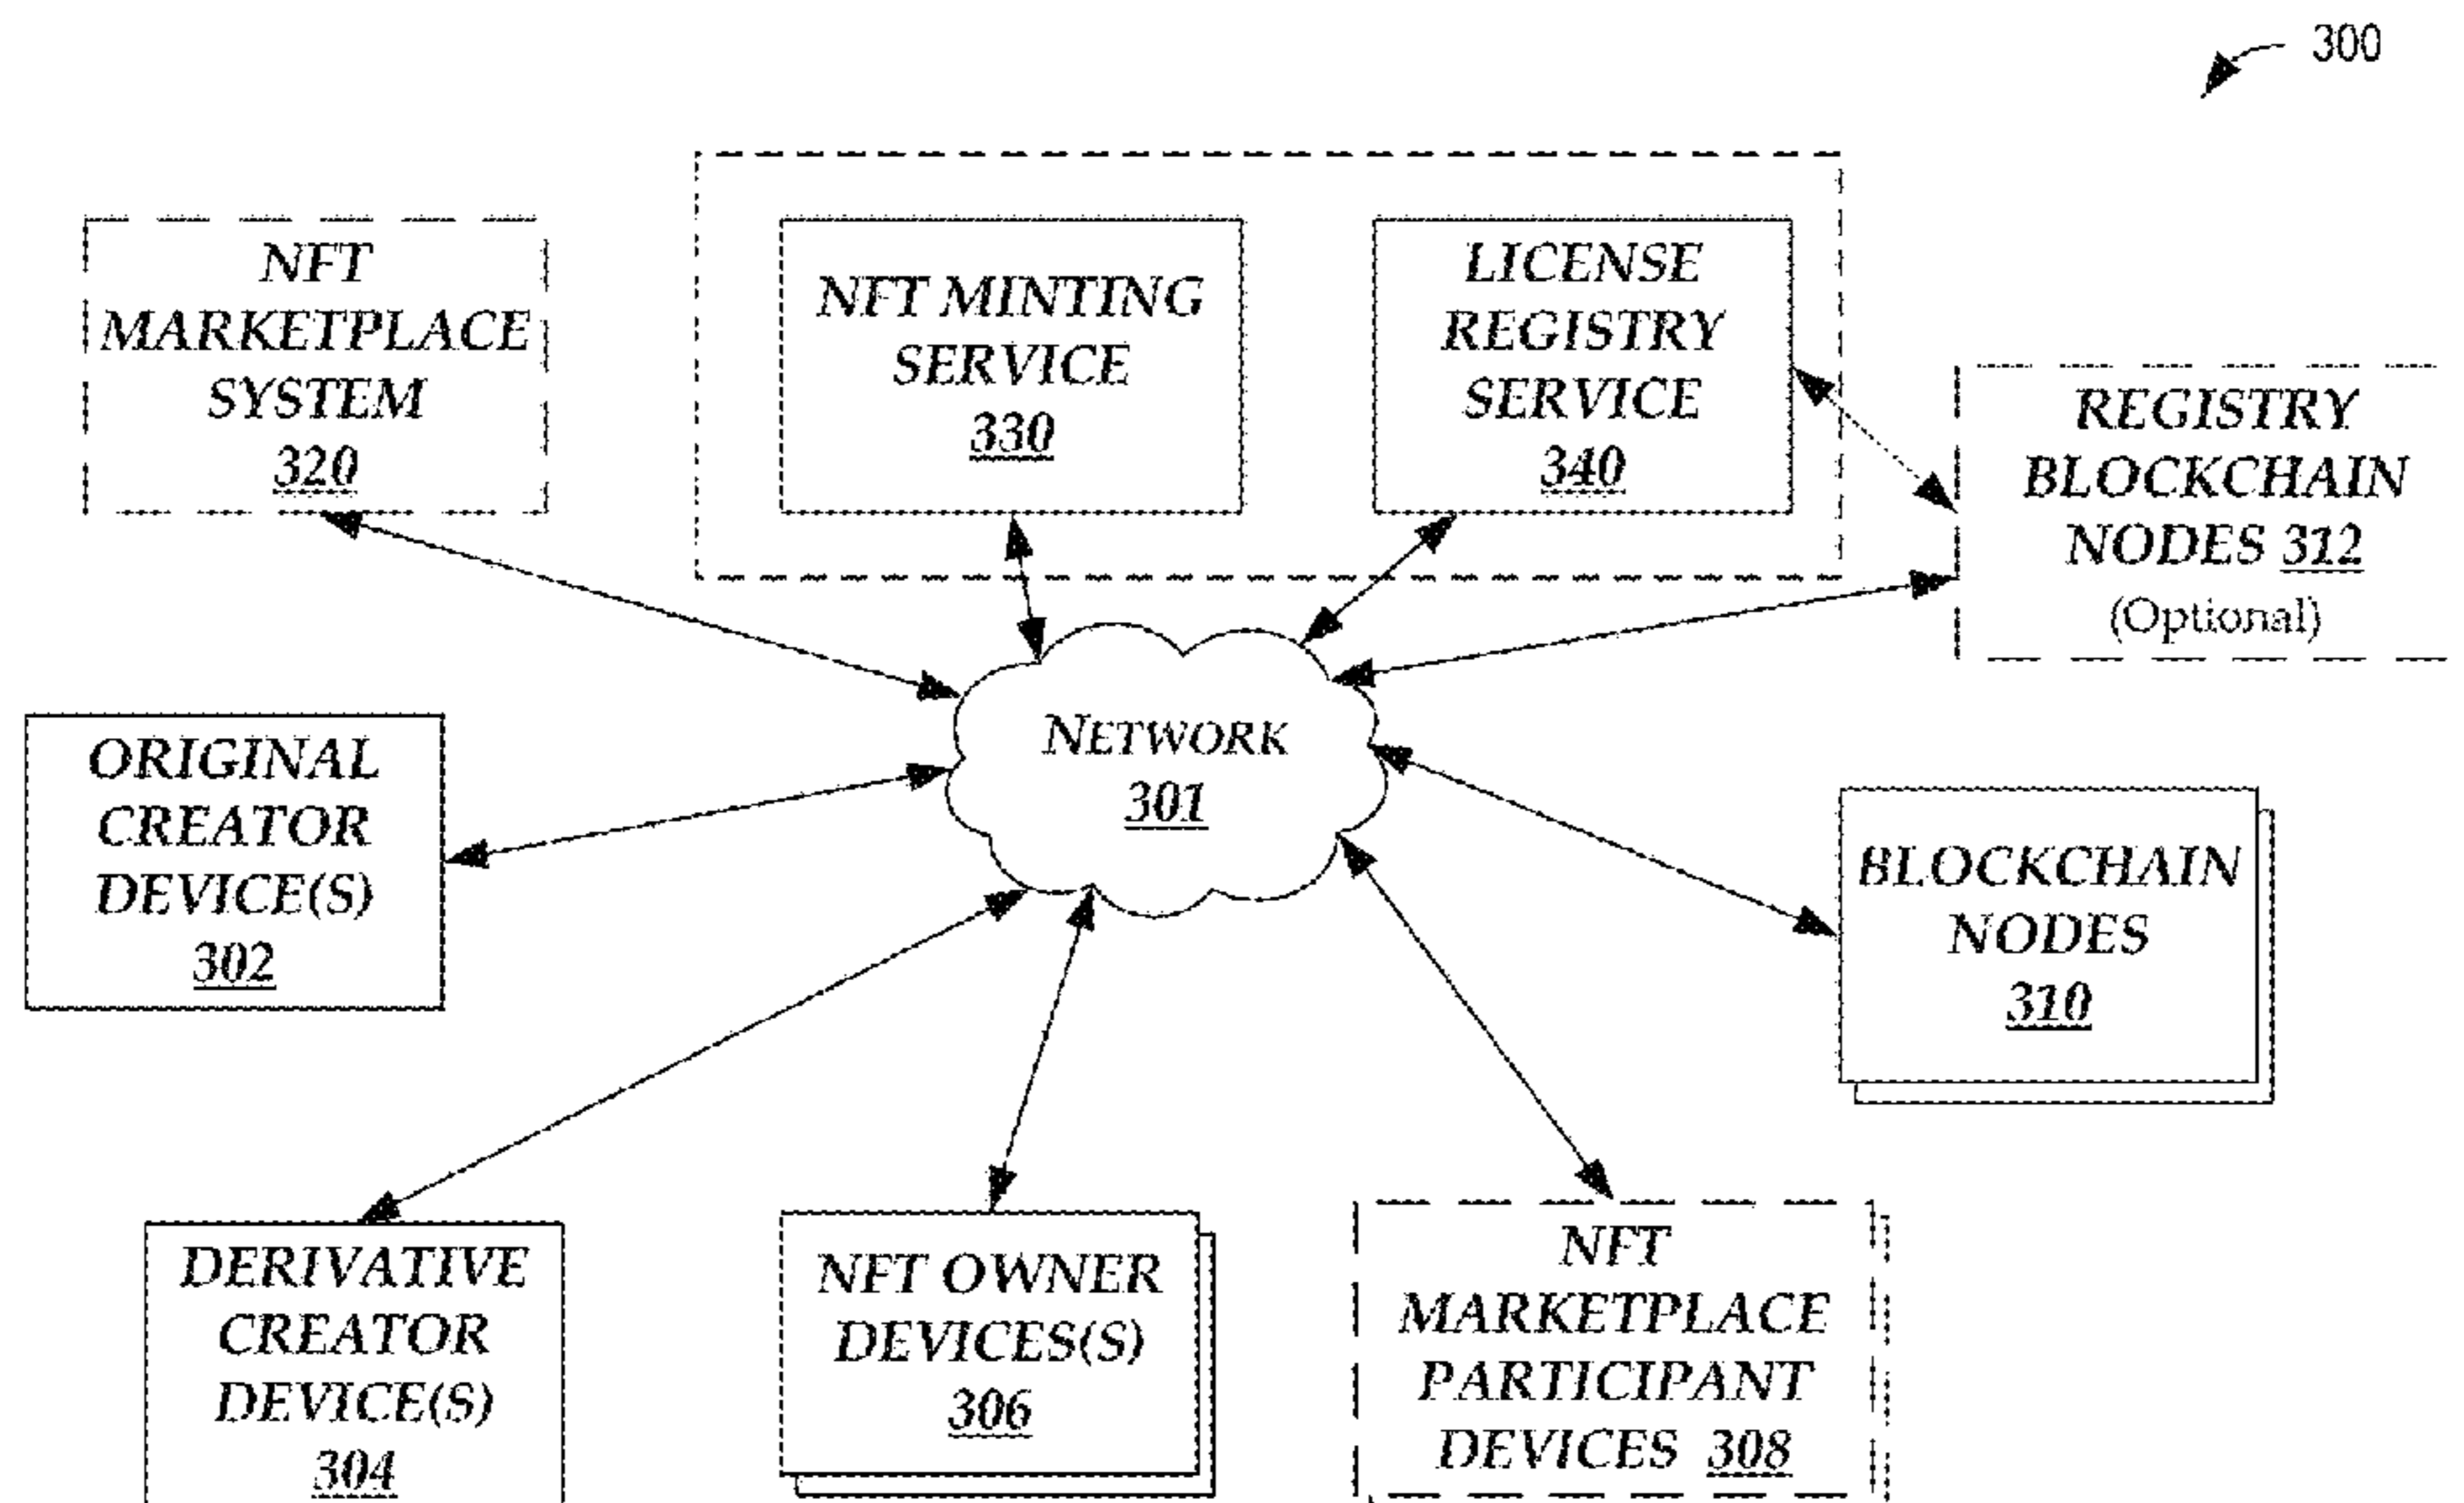 300
NFT
MARKETPLACE
SYSTEM
320
NFT MINTING
SERVICE
330
LICENSE
REGISTRY
SERVICE
340
REGISTRY
BLOCKCHAIN
NODES 312
(Optional)
NETWORK
301
ORIGINAL
CREATOR
DEVICE(S)
302
BLOCKCHAIN
NODES
310
DERIVATIVE
CREATOR
DEVICE(S)
304
NFT OWNER
DEVICES(S)
306
NFT
MARKETPLACE
PARTICIPANT
DEVICES 308